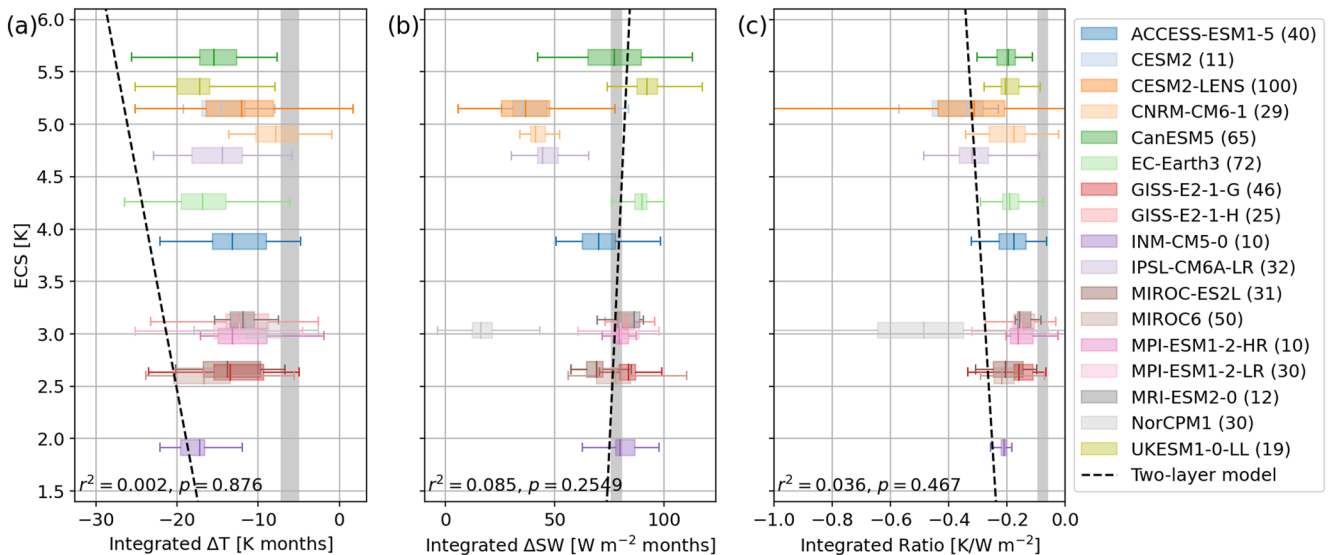 (a)
6.0
5.5
5.0
4.5
4.0
3.5
3.0
2.5
2.0
1.5
ECS [K]
r² = 0.002, p = 0.876
−30 −20 −10 0
Integrated ΔT [K months]
(b)
r² = 0.085, p = 0.2549
0 50 100
Integrated ΔSW [W m⁻² months]
(c)
r² = 0.036, p = 0.467
−1.0 −0.8 −0.6 −0.4 −0.2 0.0
Integrated Ratio [K/W m⁻²]
ACCESS-ESM1-5 (40)
CESM2 (11)
CESM2-LENS (100)
CNRM-CM6-1 (29)
CanESM5 (65)
EC-Earth3 (72)
GISS-E2-1-G (46)
GISS-E2-1-H (25)
INM-CM5-0 (10)
IPSL-CM6A-LR (32)
MIROC-ES2L (31)
MIROC6 (50)
MPI-ESM1-2-HR (10)
MPI-ESM1-2-LR (30)
MRI-ESM2-0 (12)
NorCPM1 (30)
UKESM1-0-LL (19)
Two-layer model